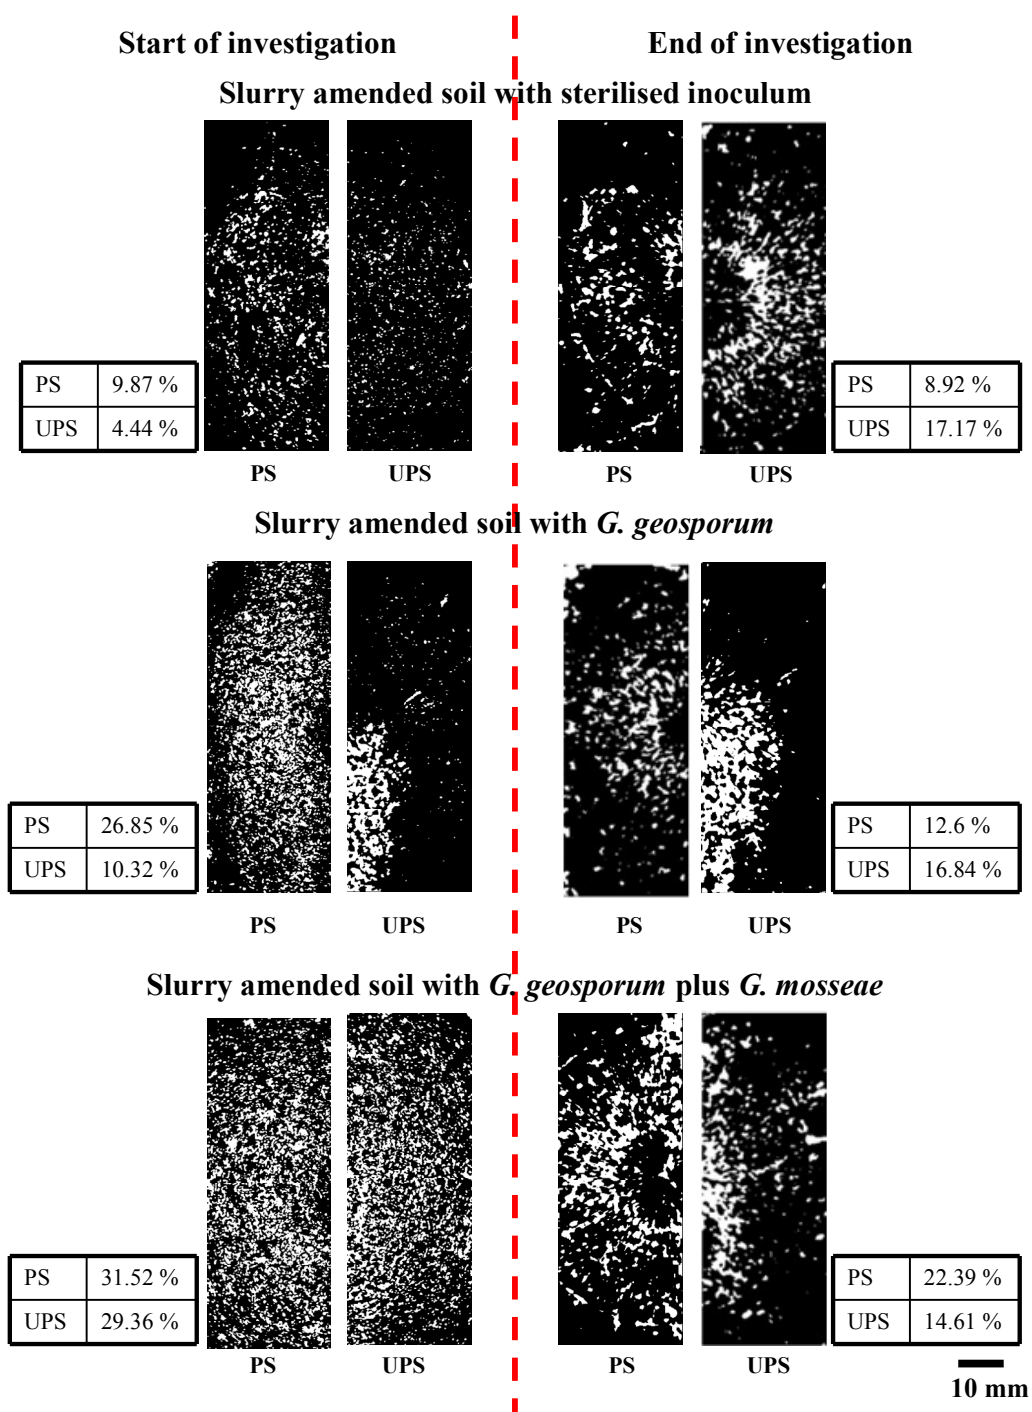 Start of investigation
End of investigation
Slurry amended soil with sterilised inoculum
PS 9.87 %
UPS 4.44 %
PS 8.92 %
UPS 17.17 %
PS UPS PS UPS
Slurry amended soil with G. geosporum
PS 26.85 %
UPS 10.32 %
PS 12.6 %
UPS 16.84 %
PS UPS PS UPS
Slurry amended soil with G. geosporum plus G. mosseae
PS 31.52 %
UPS 29.36 %
PS 22.39 %
UPS 14.61 %
PS UPS PS UPS
10 mm